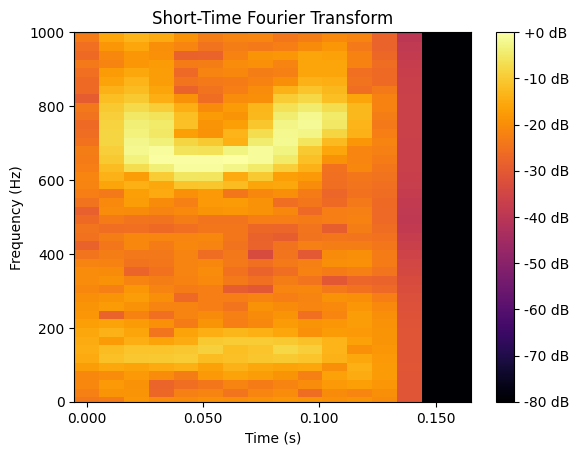 Short-Time Fourier Transform
Frequency (Hz)
1000
800
600
400
200
0
0.000
0.050
0.100
0.150
Time (s)
+0 dB
-10 dB
-20 dB
-30 dB
-40 dB
-50 dB
-60 dB
-70 dB
-80 dB